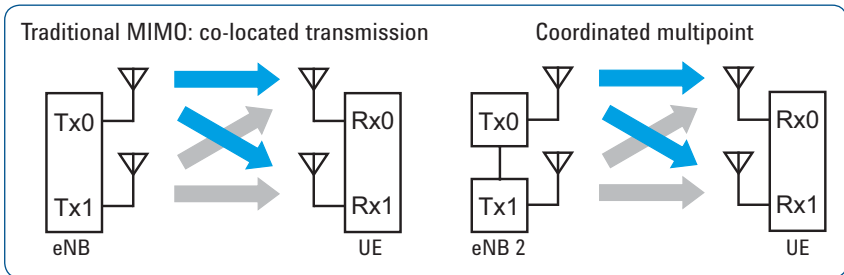 Traditional MIMO: co-located transmission
Coordinated multipoint
Tx0
Rx0
Tx1
Rx1
eNB
UE
Tx0
Rx0
Tx1
Rx1
eNB 2
UE